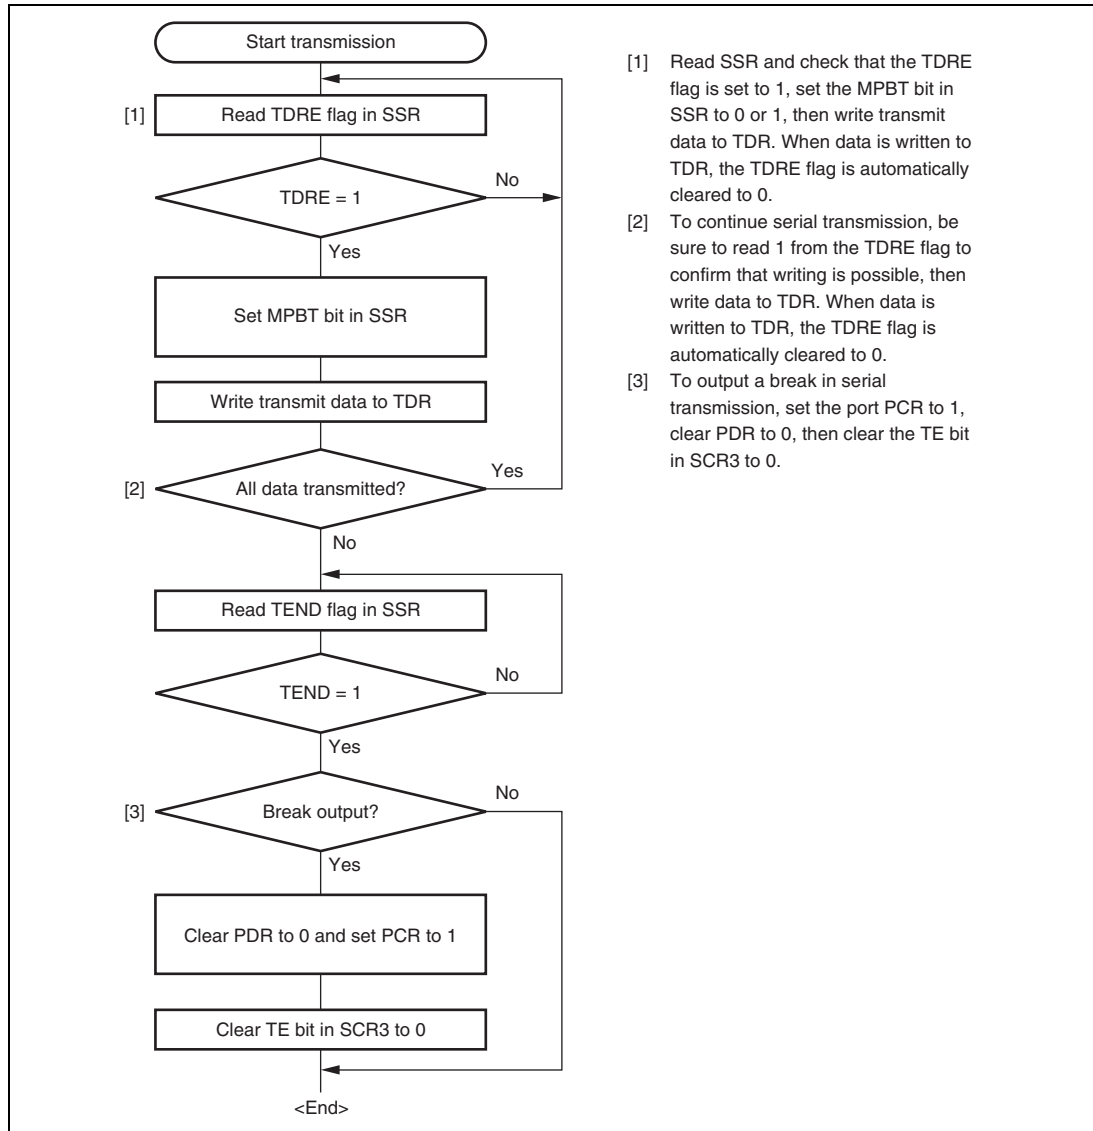 Start transmission
[1]
Read TDRE flag in SSR
TDRE = 1
No
Yes
Set MPBT bit in SSR
Write transmit data to TDR
[2]
All data transmitted?
Yes
No
Read TEND flag in SSR
TEND = 1
No
Yes
[3]
Break output?
No
Yes
Clear PDR to 0 and set PCR to 1
Clear TE bit in SCR3 to 0
<End>
[1] Read SSR and check that the TDRE
flag is set to 1, set the MPBT bit in
SSR to 0 or 1, then write transmit
data to TDR. When data is written to
TDR, the TDRE flag is automatically
cleared to 0.
[2] To continue serial transmission, be
sure to read 1 from the TDRE flag to
confirm that writing is possible, then
write data to TDR. When data is
written to TDR, the TDRE flag is
automatically cleared to 0.
[3] To output a break in serial
transmission, set the port PCR to 1,
clear PDR to 0, then clear the TE bit
in SCR3 to 0.